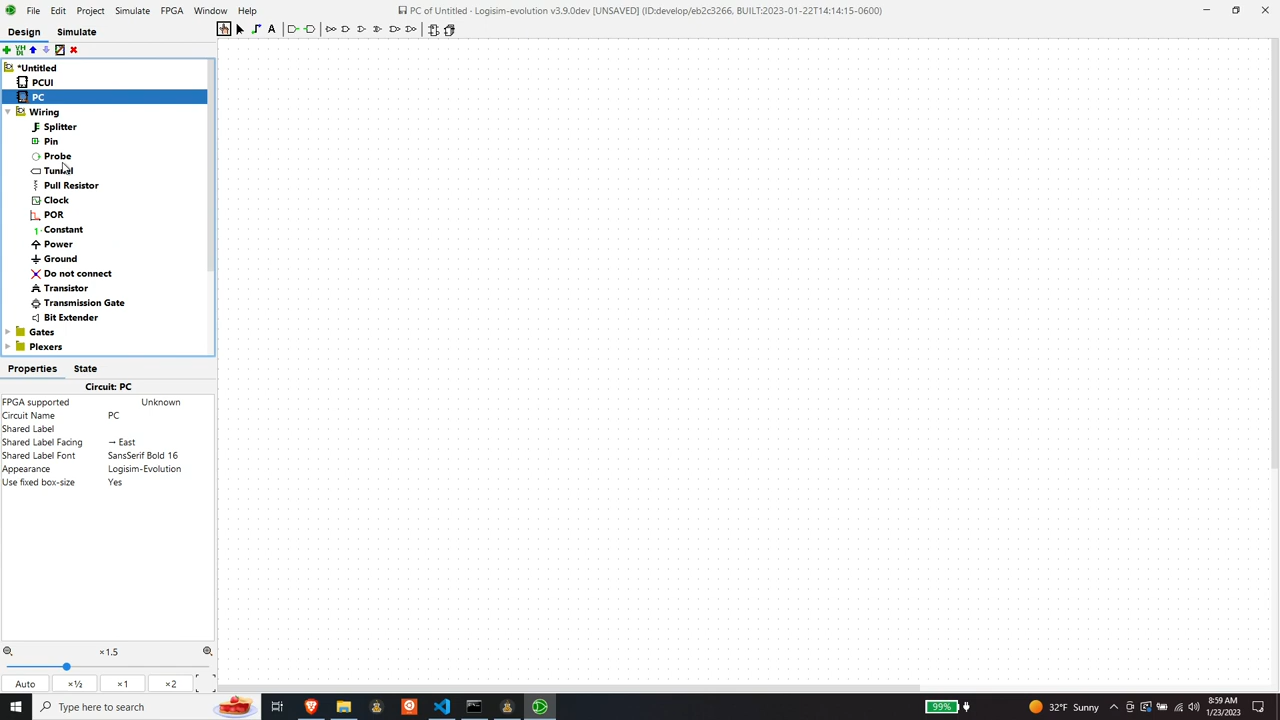 File Edit Project Simulate FPGA Window Help
PC of Untitled - Logisim-evolution v3.9.0dev [UNSAVED] (ID:develop/eb2c3266, BUILT:2023-01-22T14:14:15-0600)
Design Simulate
A
VH
DL
*Untitled
PCUI
PC
Wiring
Splitter
Pin
Probe
Tunnel
Pull Resistor
Clock
POR
1 Constant
Power
Ground
Do not connect
Transistor
Transmission Gate
Bit Extender
Gates
Plexers
Properties State
Circuit: PC
FPGA supported Unknown
Circuit Name PC
Shared Label
Shared Label Facing → East
Shared Label Font SansSerif Bold 16
Appearance Logisim-Evolution
Use fixed box-size Yes
×1.5
Auto ×½ ×1 ×2
Type here to search
99%
32°F Sunny
8:59 AM
1/23/2023